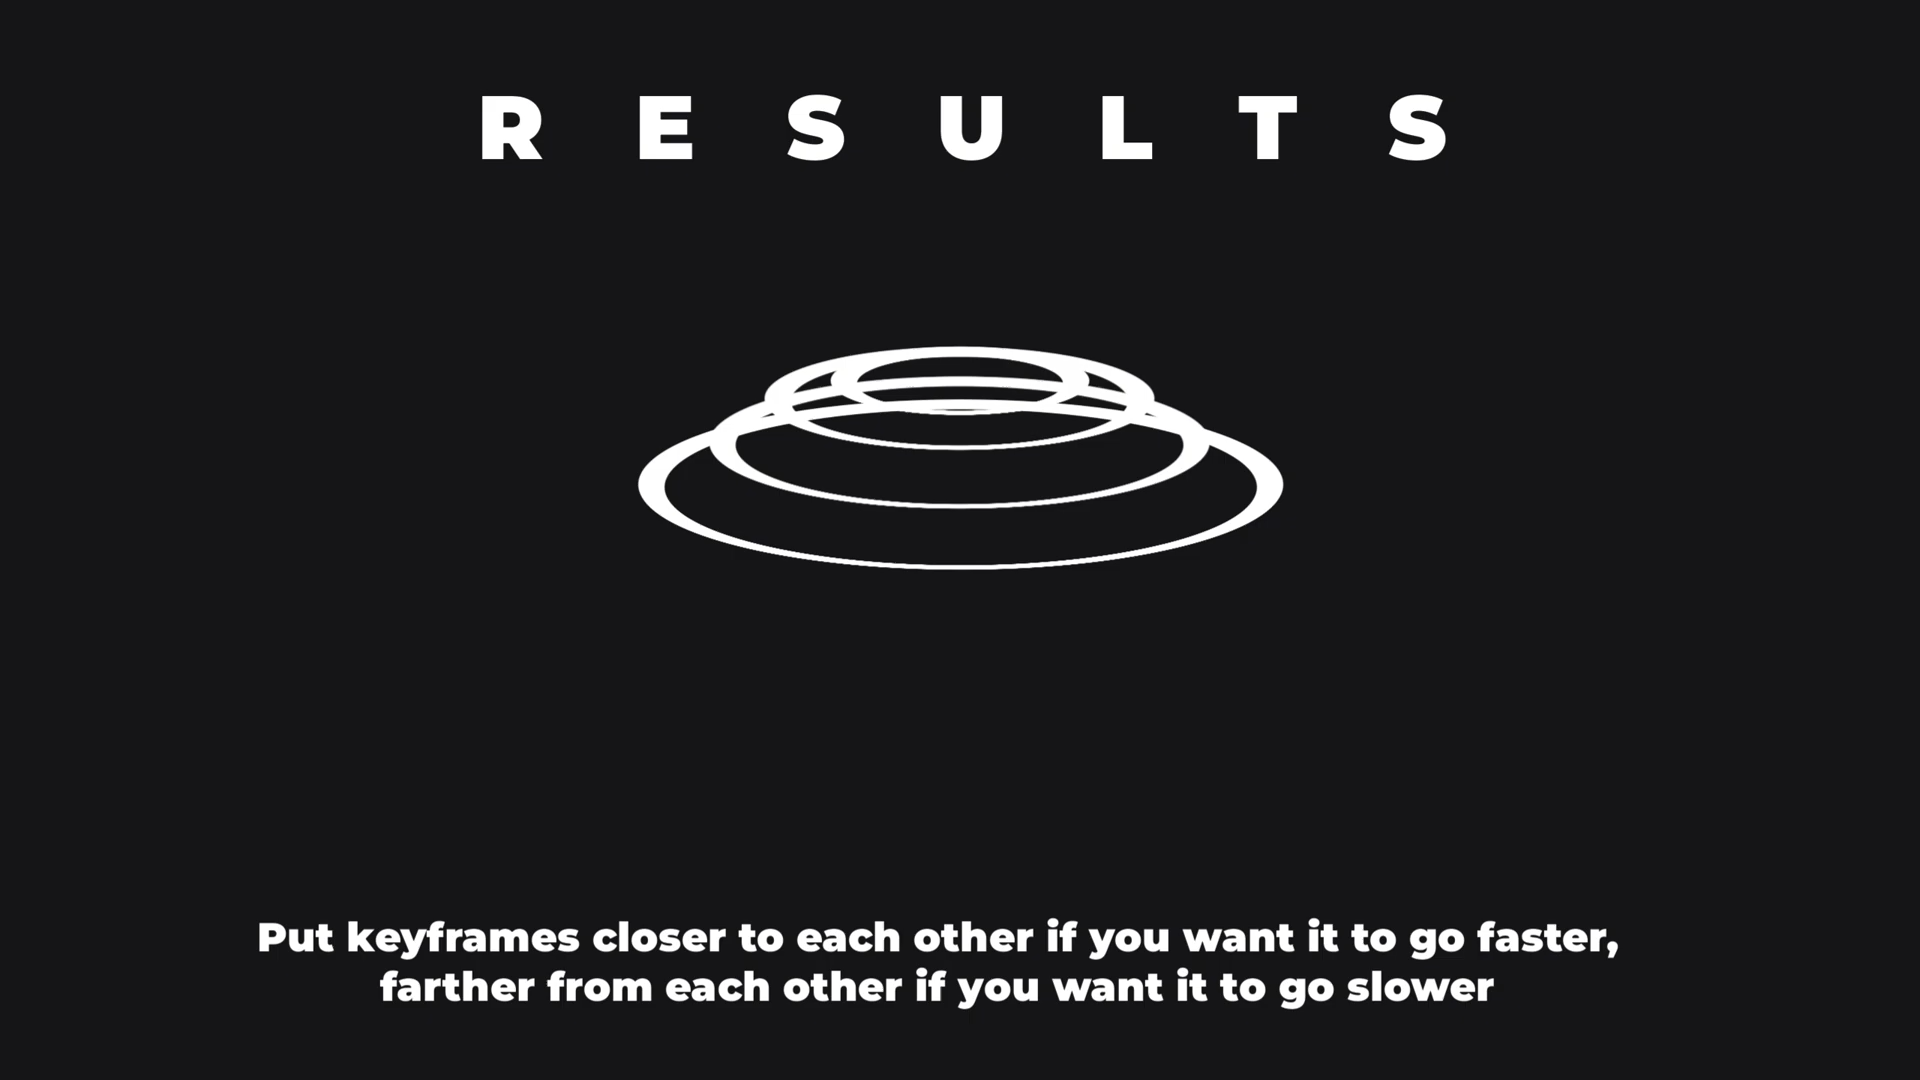 RESULTS
Put keyframes closer to each other if you want it to go faster,
farther from each other if you want it to go slower